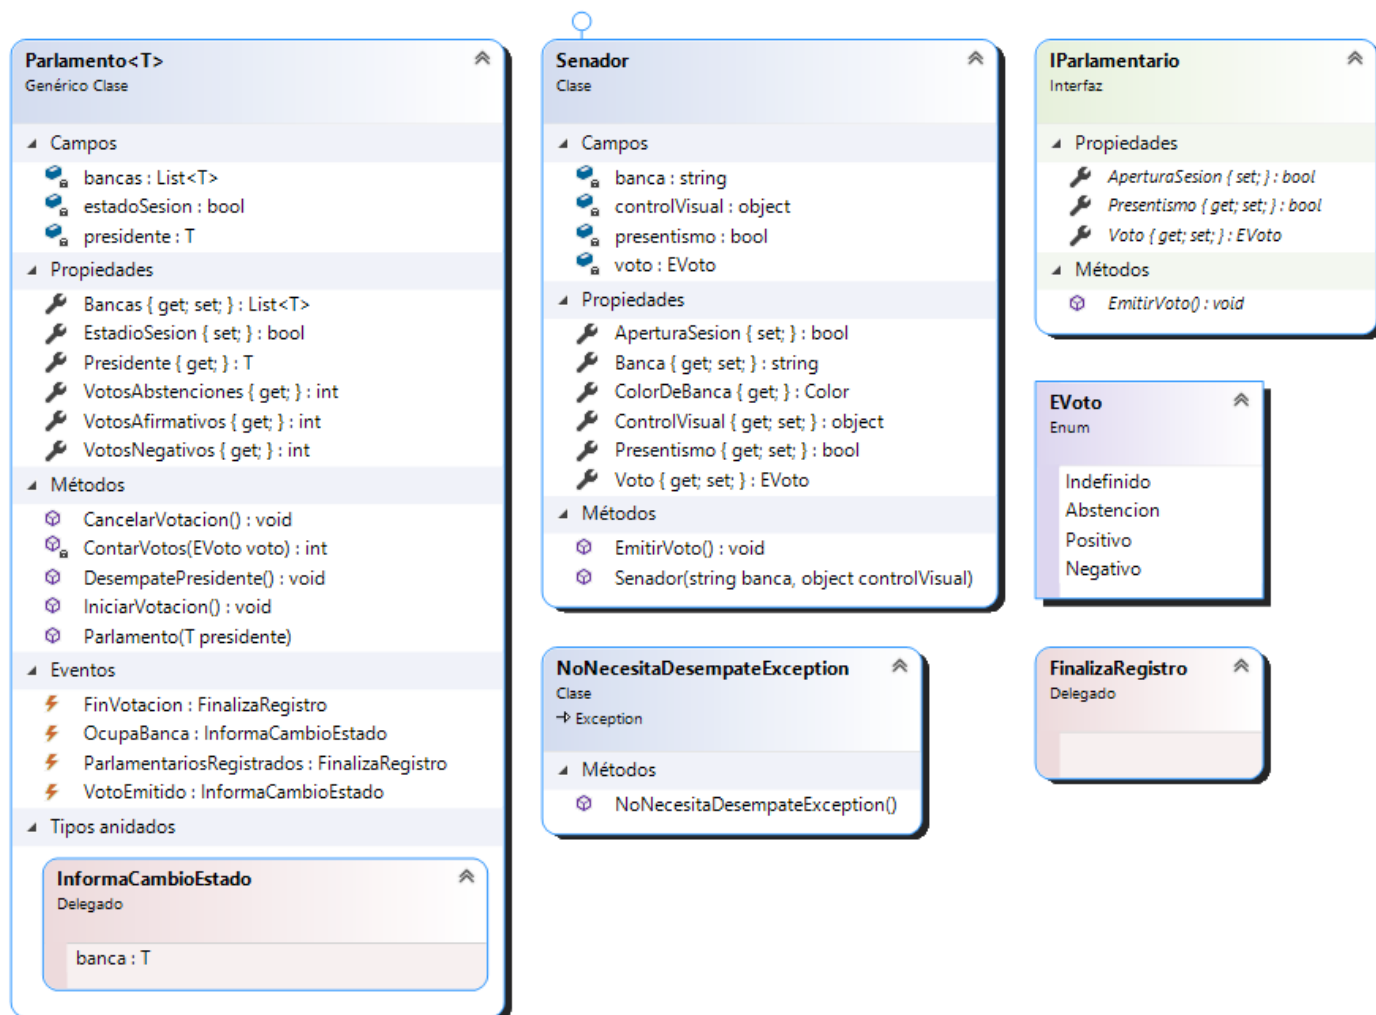 Parlamento<T>
Genérico Clase
Campos
bancas : List<T>
estadoSesion : bool
presidente : T
Propiedades
Bancas { get; set; } : List<T>
EstadioSesion { set; } : bool
Presidente { get; } : T
VotosAbstenciones { get; } : int
VotosAfirmativos { get; } : int
VotosNegativos { get; } : int
Métodos
CancelarVotacion() : void
ContarVotos(EVoto voto) : int
DesempatePresidente() : void
IniciarVotacion() : void
Parlamento(T presidente)
Eventos
FinVotacion : FinalizaRegistro
OcupaBanca : InformaCambioEstado
ParlamentariosRegistrados : FinalizaRegistro
VotoEmitido : InformaCambioEstado
Tipos anidados
InformaCambioEstado
Delegado
banca : T
Senador
Clase
Campos
banca : string
controlVisual : object
presentismo : bool
voto : EVoto
Propiedades
AperturaSesion { set; } : bool
Banca { get; set; } : string
ColorDeBanca { get; } : Color
ControlVisual { get; set; } : object
Presentismo { get; set; } : bool
Voto { get; set; } : EVoto
Métodos
EmitirVoto() : void
Senador(string banca, object controlVisual)
NoNecesitaDesempateException
Clase
Exception
Métodos
NoNecesitaDesempateException()
IParlamentario
Interfaz
Propiedades
AperturaSesion { set; } : bool
Presentismo { get; set; } : bool
Voto { get; set; } : EVoto
Métodos
EmitirVoto() : void
EVoto
Enum
Indefinido
Abstencion
Positivo
Negativo
FinalizaRegistro
Delegado